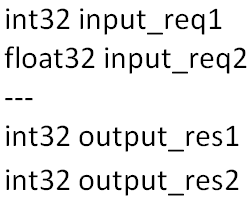 int32 input_req1
float32 input_req2
---
int32 output_res1
int32 output_res2